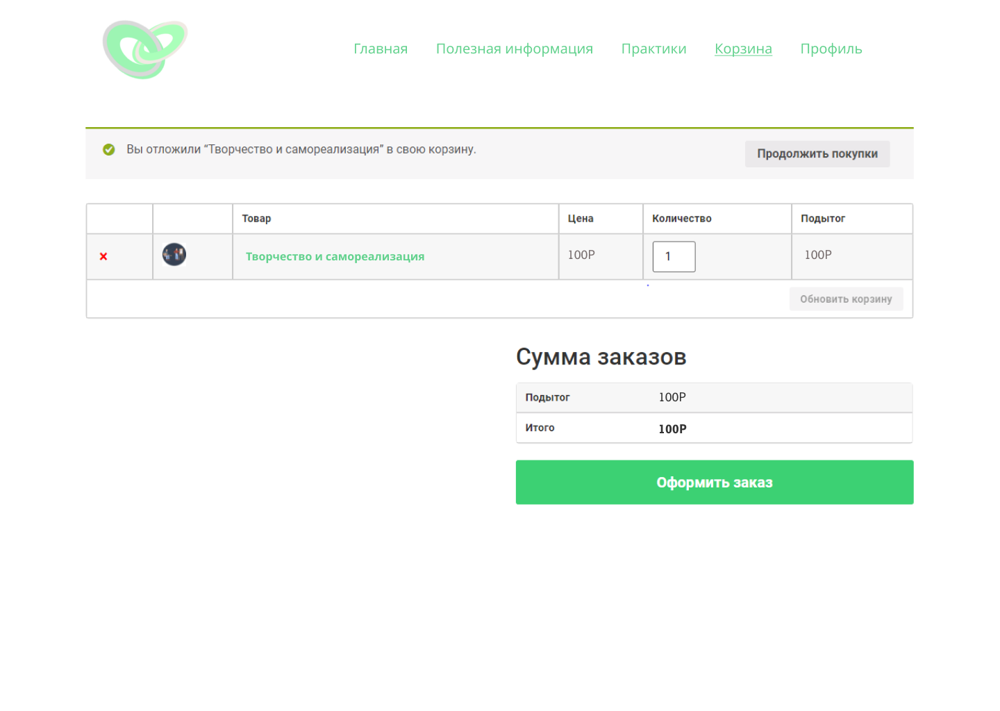 Главная Полезная информация Практики Корзина Профиль
Вы отложили “Творчество и самореализация” в свою корзину. Продолжить покупки
Товар Цена Количество Подытог
Творчество и самореализация 100Р 1 100Р
Обновить корзину
Сумма заказов
Подытог 100Р
Итого 100Р
Оформить заказ